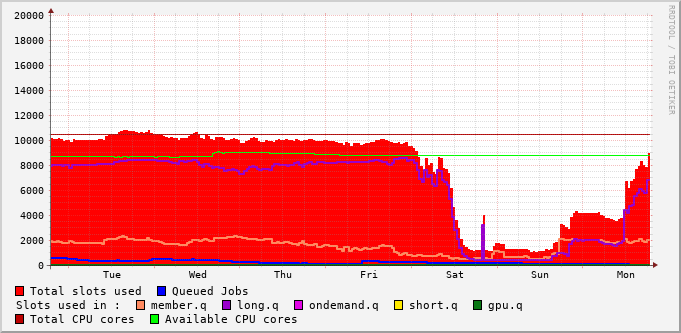 20000
18000
16000
14000
12000
10000
8000
6000
4000
2000
0
Tue Wed Thu Fri Sat Sun Mon
RRDTOOL / TOBI OETIKER
Total slots used Queued Jobs
Slots used in : member.q long.q ondemand.q short.q gpu.q
Total CPU cores Available CPU cores